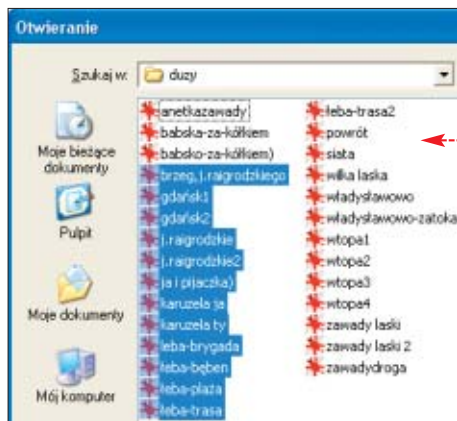 Otwieranie
Szukaj w: duzy
Moje bieżące
dokumenty
Pulpit
Moje dokumenty
Mój komputer
anetkazawady
babska-za-kółkiem
babsko-za-kółkiem)
brzeg,j.raigrodzkiego
gdańsk1
gdańsk2
j.raigrodzkie
j.raigrodzkie2
ja i pijaczka)
karuzela ja
karuzela ty
łeba-brygada
łeba-bęben
łeba-plaża
łeba-trasa
łeba-trasa2
powrót
siata
wilka laska
władysławowo
władysławowo-zatoka
wtopa1
wtopa2
wtopa3
wtopa4
zawady laski
zawady laski 2
zawadydroga